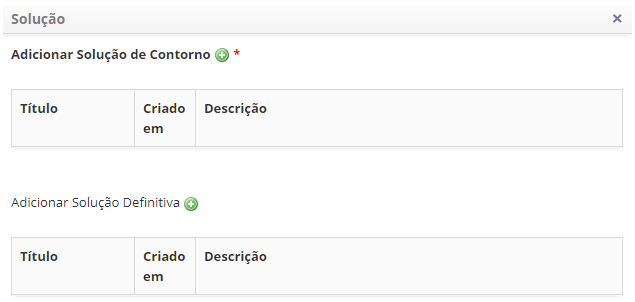 Solução ×
Adicionar Solução de Contorno *
Título Criado em Descrição
Adicionar Solução Definitiva
Título Criado em Descrição